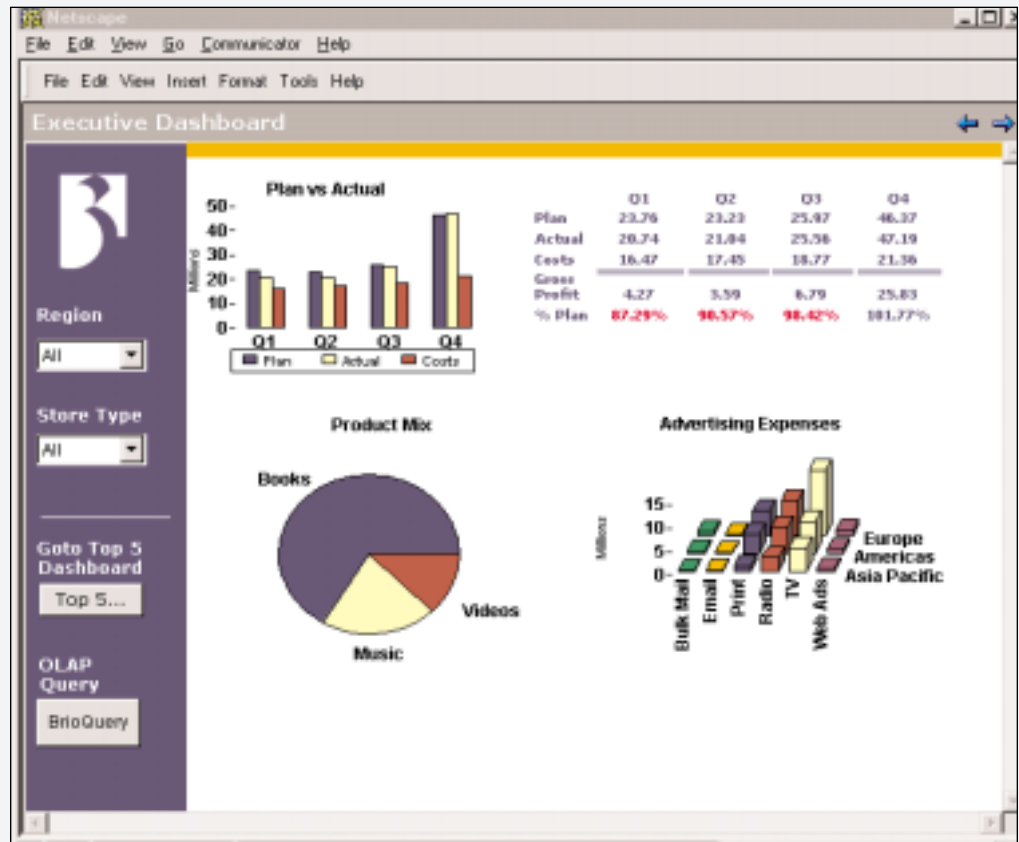 Netscape
File Edit View Go Communicator Help
File Edit View Insert Format Tools Help
Executive Dashboard
Region
All
Store Type
All
Goto Top 5
Dashboard
Top 5...
OLAP
Query
BrioQuery
Plan vs Actual
Millions
50
40
30
20
10
0
Q1 Q2 Q3 Q4
Plan Actual Costs
Q1 Q2 Q3 Q4
Plan 23.76 23.23 25.97 46.37
Actual 20.74 21.04 25.56 47.19
Costs 16.47 17.45 18.77 21.36
Gross
Profit 4.27 3.59 6.79 25.83
% Plan 87.29% 90.57% 98.42% 101.77%
Product Mix
Books
Videos
Music
Advertising Expenses
Millions
15
10
5
0
Europe
Americas
Asia Pacific
Bulk Mail
Email
Print
Radio
TV
Web Ads